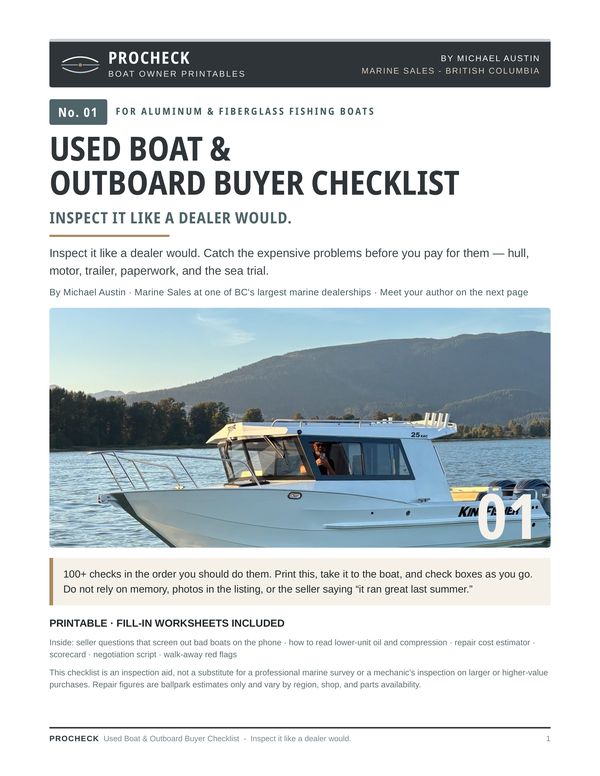 PROCHECK
BOAT OWNER PRINTABLES
BY MICHAEL AUSTIN
MARINE SALES - BRITISH COLUMBIA
No. 01
FOR ALUMINUM & FIBERGLASS FISHING BOATS
USED BOAT &
OUTBOARD BUYER CHECKLIST
INSPECT IT LIKE A DEALER WOULD.
Inspect it like a dealer would. Catch the expensive problems before you pay for them — hull,
motor, trailer, paperwork, and the sea trial.
By Michael Austin · Marine Sales at one of BC's largest marine dealerships · Meet your author on the next page
25
KINGFISHER
01
100+ checks in the order you should do them. Print this, take it to the boat, and check boxes as you go.
Do not rely on memory, photos in the listing, or the seller saying “it ran great last summer.”
PRINTABLE · FILL-IN WORKSHEETS INCLUDED
Inside: seller questions that screen out bad boats on the phone · how to read lower-unit oil and compression · repair cost estimator ·
scorecard · negotiation script · walk-away red flags
This checklist is an inspection aid, not a substitute for a professional marine survey or a mechanic's inspection on larger or higher-value
purchases. Repair figures are ballpark estimates only and vary by region, shop, and parts availability.
PROCHECK Used Boat & Outboard Buyer Checklist - Inspect it like a dealer would.
1